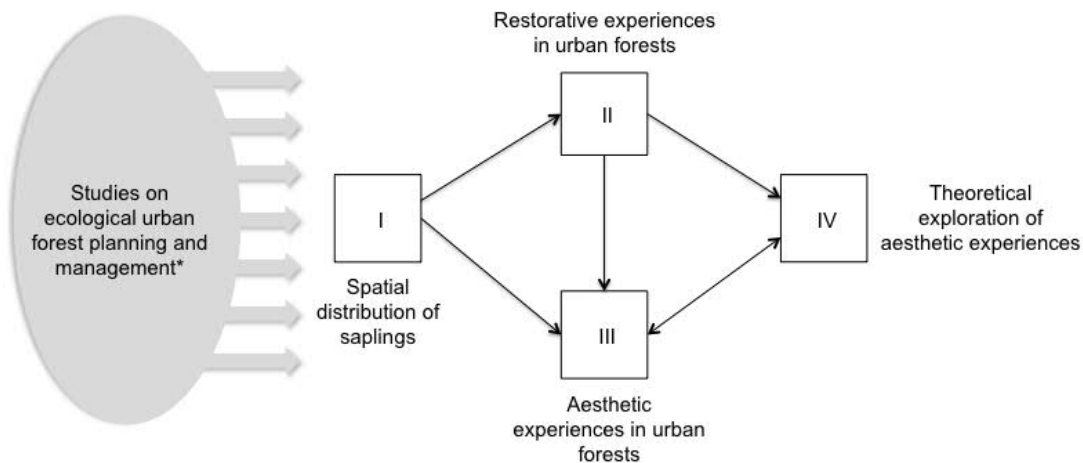 Studies on
ecological urban
forest planning and
management*
I
Spatial
distribution of
saplings
Restorative experiences
in urban forests
II
III
Aesthetic
experiences in urban
forests
IV
Theoretical
exploration of
aesthetic experiences